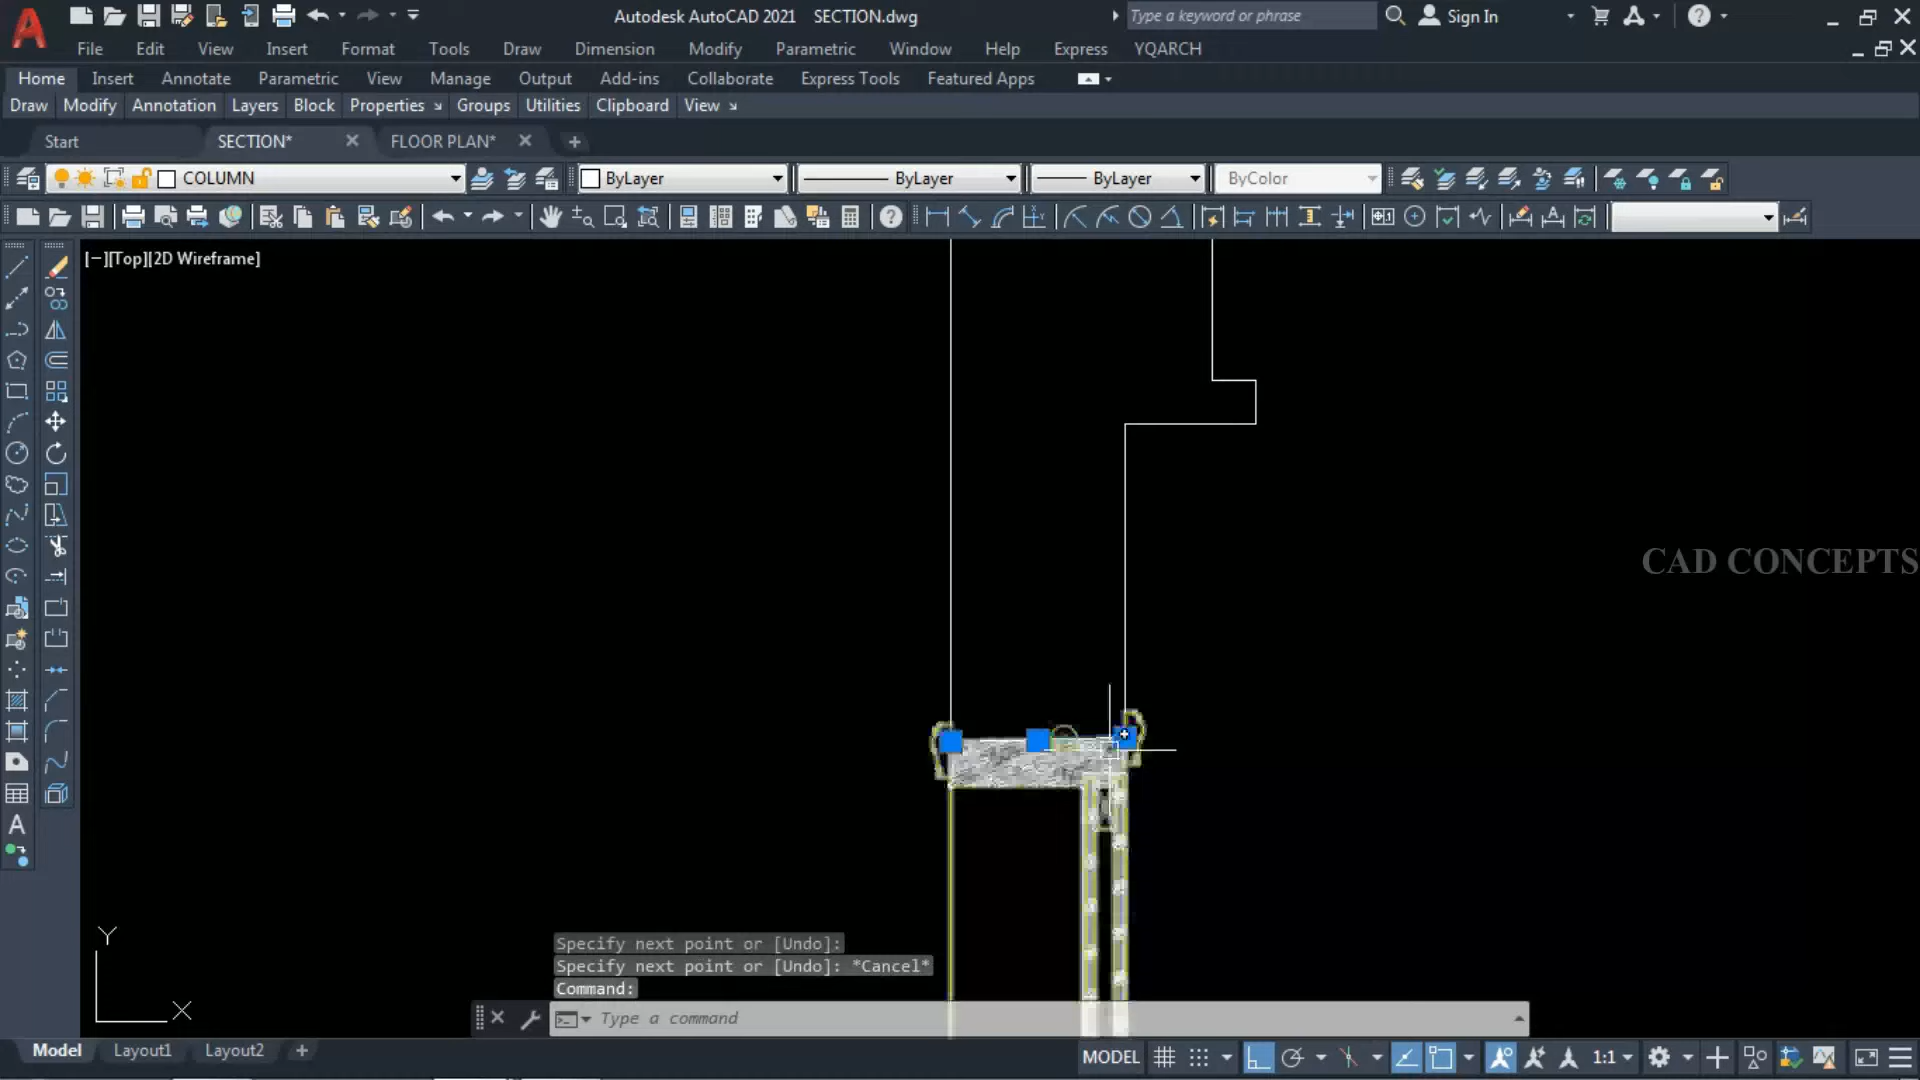 Autodesk AutoCAD 2021 SECTION.dwg
Type a keyword or phrase
Sign In
File Edit View Insert Format Tools Draw Dimension Modify Parametric Window Help Express YQARCH
Home Insert Annotate Parametric View Manage Output Add-ins Collaborate Express Tools Featured Apps
Draw Modify Annotation Layers Block Properties Groups Utilities Clipboard View
Start SECTION* FLOOR PLAN*
COLUMN ByLayer ByLayer ByLayer ByColor
[−][Top][2D Wireframe]
CAD CONCEPTS
Y
X
Specify next point or [Undo]:
Specify next point or [Undo]: *Cancel*
Command:
Type a command
Model Layout1 Layout2
MODEL 1:1